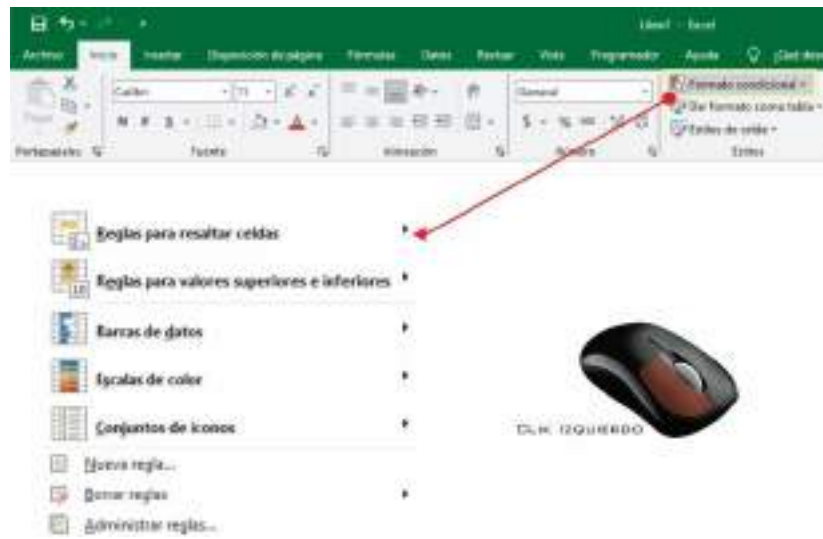 Libro1 - Excel
Archivo Inicio Insertar Disposición de página Fórmulas Datos Revisar Vista Programador Ayuda
Calibri 11 General Formato condicional
N K S $ % Dar formato como tabla
Estilos de celda
Portapapeles Fuente Alineación Número Estilos
Reglas para resaltar celdas
Reglas para valores superiores e inferiores
10
Barras de datos
Escalas de color
Conjuntos de iconos
CLIK IZQUIERDO
Nueva regla...
Borrar reglas
Administrar reglas...